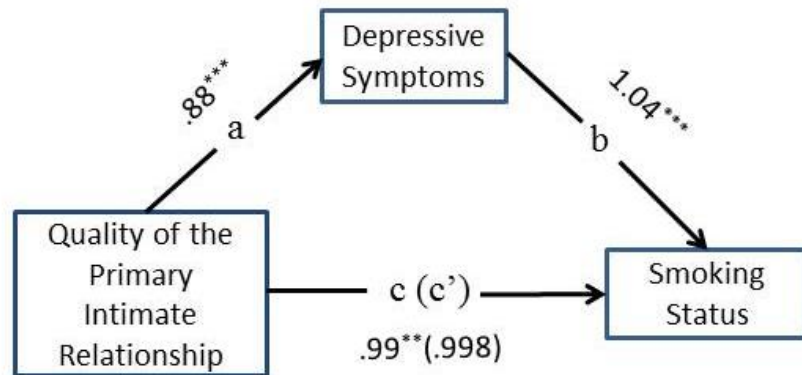 Depressive
Symptoms
.88***
a
1.04***
b
Quality of the
Primary
Intimate
Relationship
c (c’)
.99**(.998)
Smoking
Status